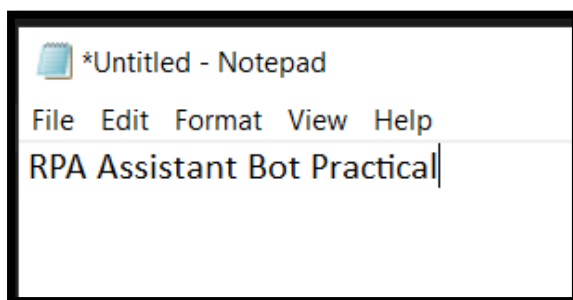 *Untitled - Notepad
File Edit Format View Help
RPA Assistant Bot Practical